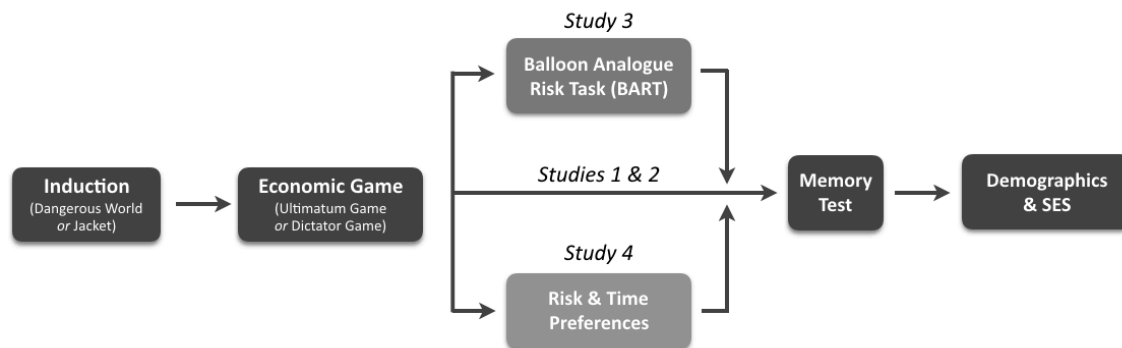 Study 3
Balloon Analogue
Risk Task (BART)
Induction
(Dangerous World
or Jacket)
Economic Game
(Ultimatum Game
or Dictator Game)
Studies 1 & 2
Memory
Test
Demographics
& SES
Study 4
Risk & Time
Preferences